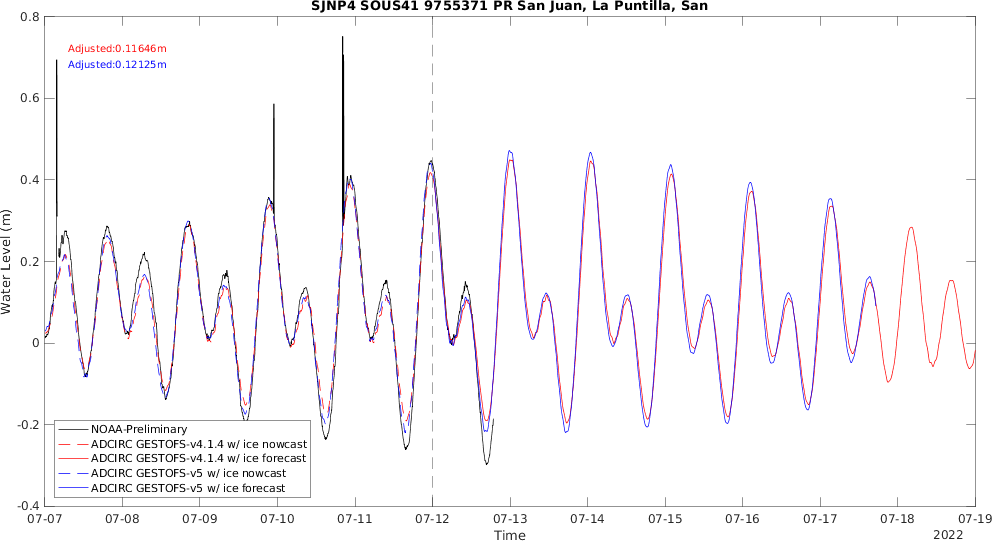 SJNP4 SOUS41 9755371 PR San Juan, La Puntilla, San
Adjusted:0.11646m
Adjusted:0.12125m
0.8
0.6
0.4
0.2
0
-0.2
-0.4
Water Level (m)
NOAA-Preliminary
ADCIRC GESTOFS-v4.1.4 w/ ice nowcast
ADCIRC GESTOFS-v4.1.4 w/ ice forecast
ADCIRC GESTOFS-v5 w/ ice nowcast
ADCIRC GESTOFS-v5 w/ ice forecast
07-07 07-08 07-09 07-10 07-11 07-12 07-13 07-14 07-15 07-16 07-17 07-18 07-19
Time
2022